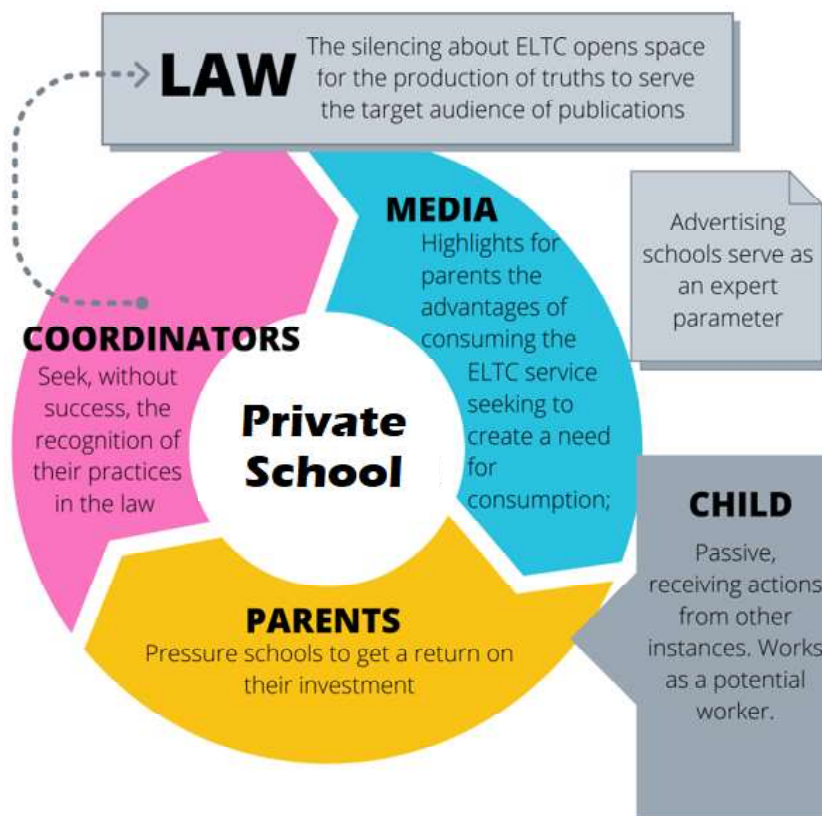 LAW
The silencing about ELTC opens space
for the production of truths to serve
the target audience of publications
MEDIA
Highlights for
parents the
advantages of
consuming the
ELTC service
seeking to
create a need
for
consumption;
Advertising
schools serve as
an expert
parameter
COORDINATORS
Seek, without
success, the
recognition of
their practices
in the law
Private
School
CHILD
Passive,
receiving actions
from other
instances. Works
as a potential
worker.
PARENTS
Pressure schools to get a return on
their investment